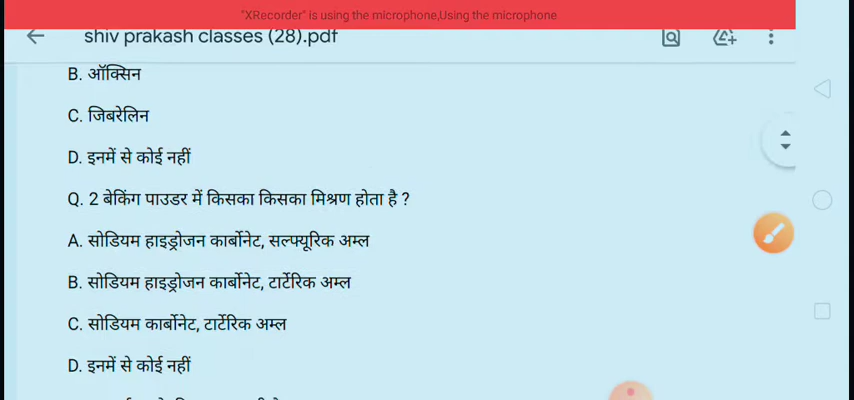 "XRecorder" is using the microphone,Using the microphone
shiv prakash classes (28).pdf
B. ऑक्सिन
C. जिबरेलिन
D. इनमें से कोई नहीं
Q. 2 बेकिंग पाउडर में किसका किसका मिश्रण होता है ?
A. सोडियम हाइड्रोजन कार्बोनेट, सल्फ्यूरिक अम्ल
B. सोडियम हाइड्रोजन कार्बोनेट, टार्टेरिक अम्ल
C. सोडियम कार्बोनेट, टार्टेरिक अम्ल
D. इनमें से कोई नहीं